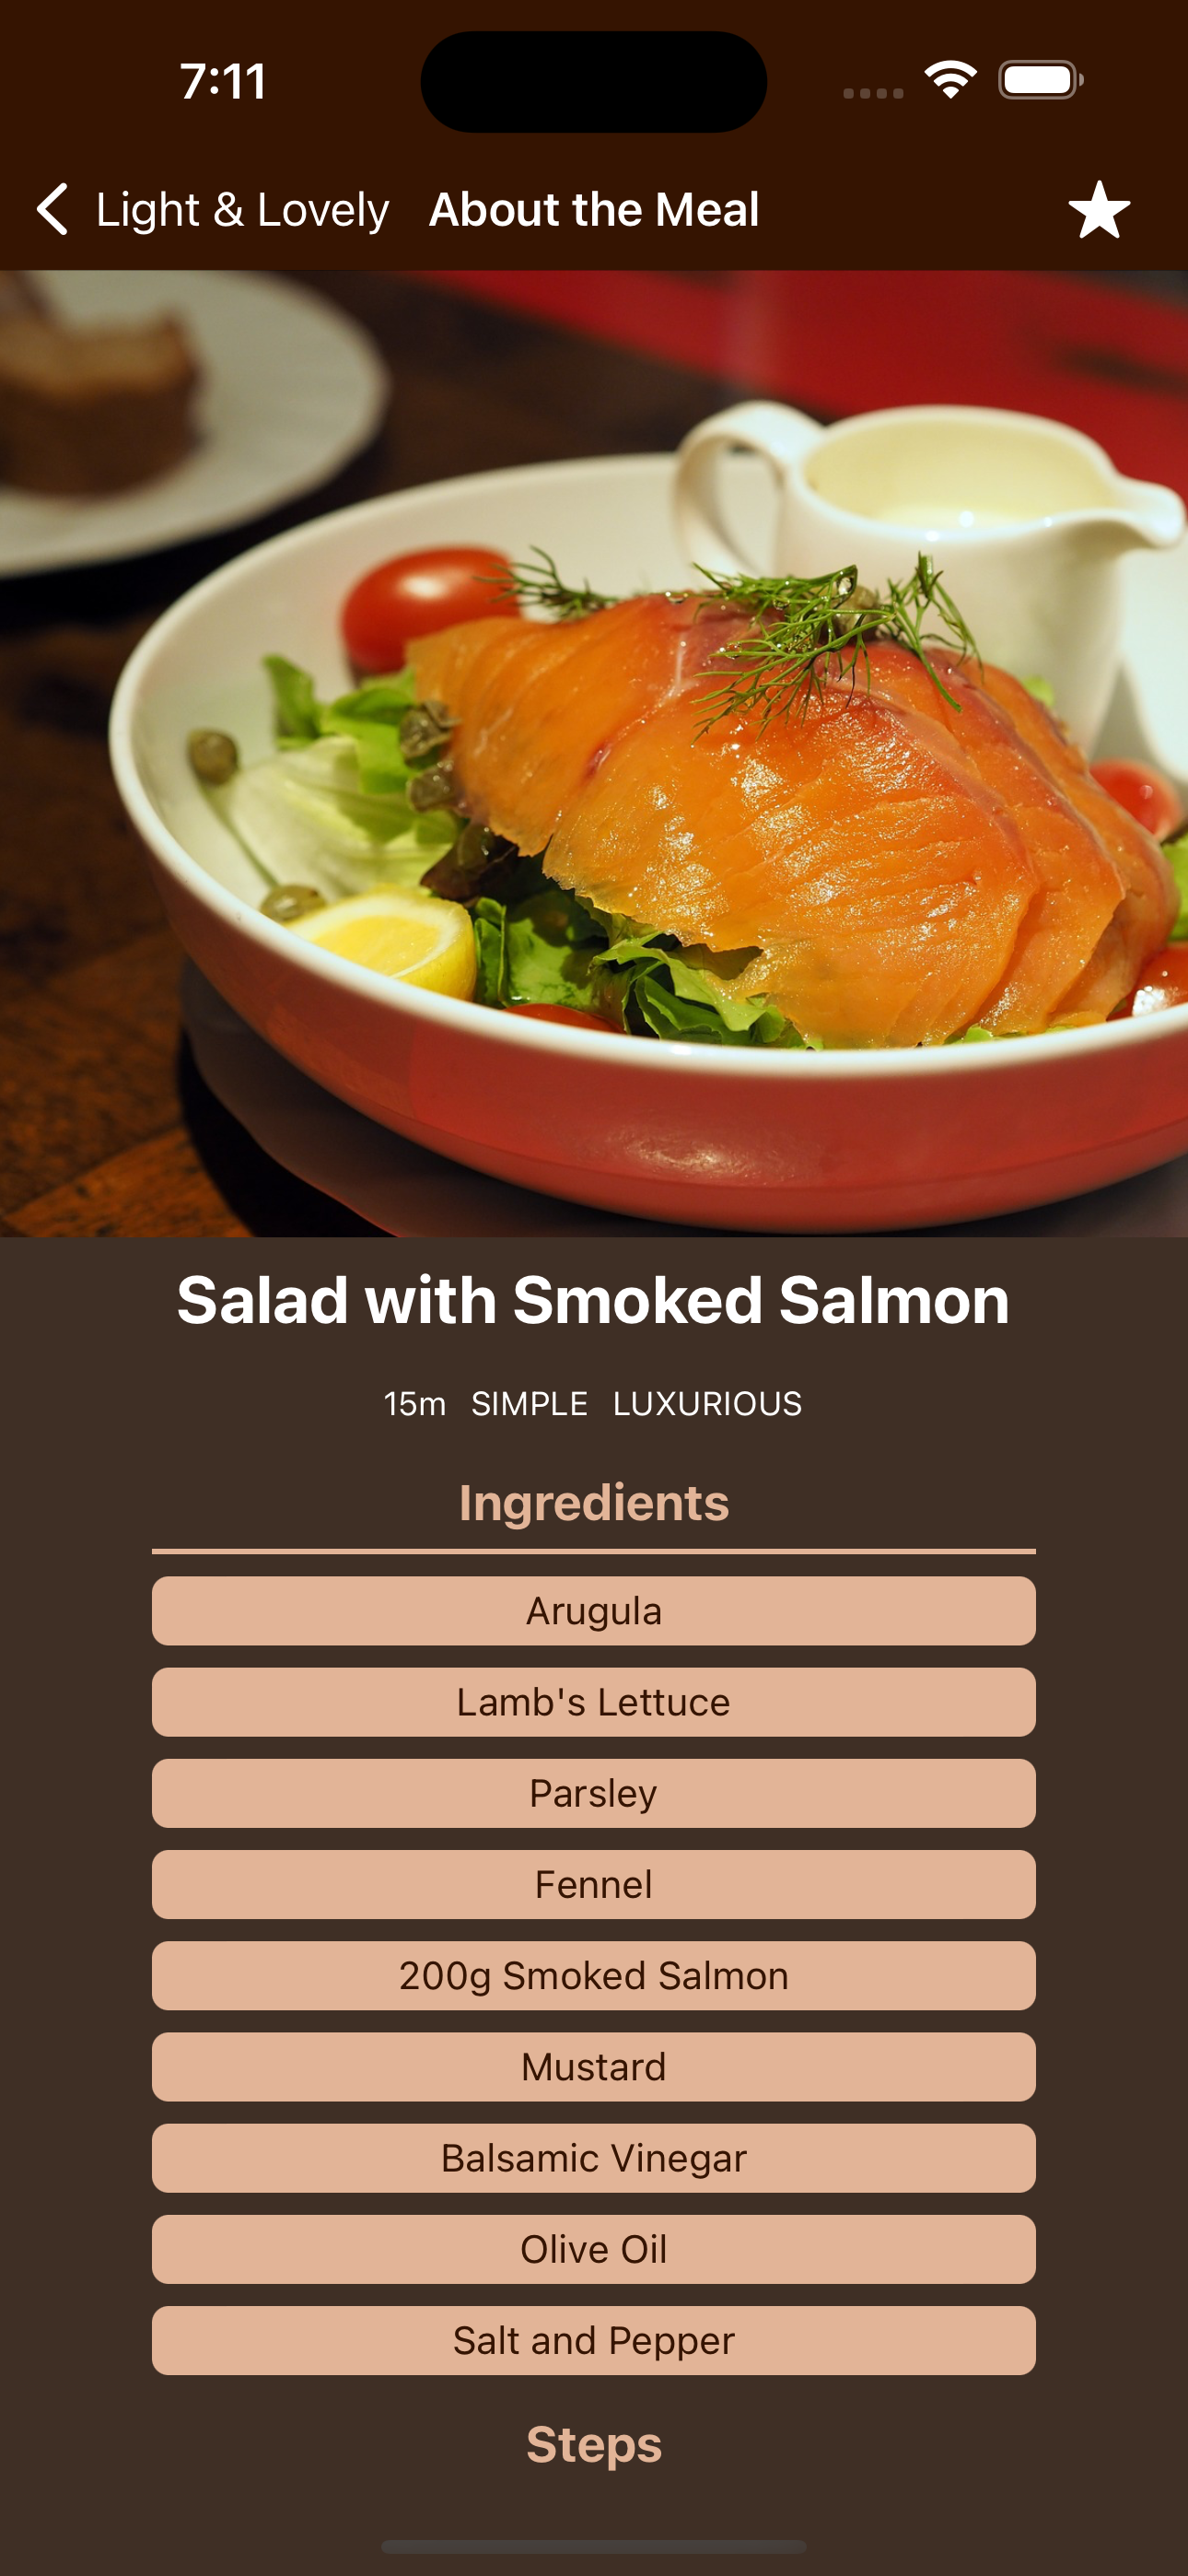 7:11
Light & Lovely About the Meal
Salad with Smoked Salmon
15m SIMPLE LUXURIOUS
Ingredients
Arugula
Lamb's Lettuce
Parsley
Fennel
200g Smoked Salmon
Mustard
Balsamic Vinegar
Olive Oil
Salt and Pepper
Steps